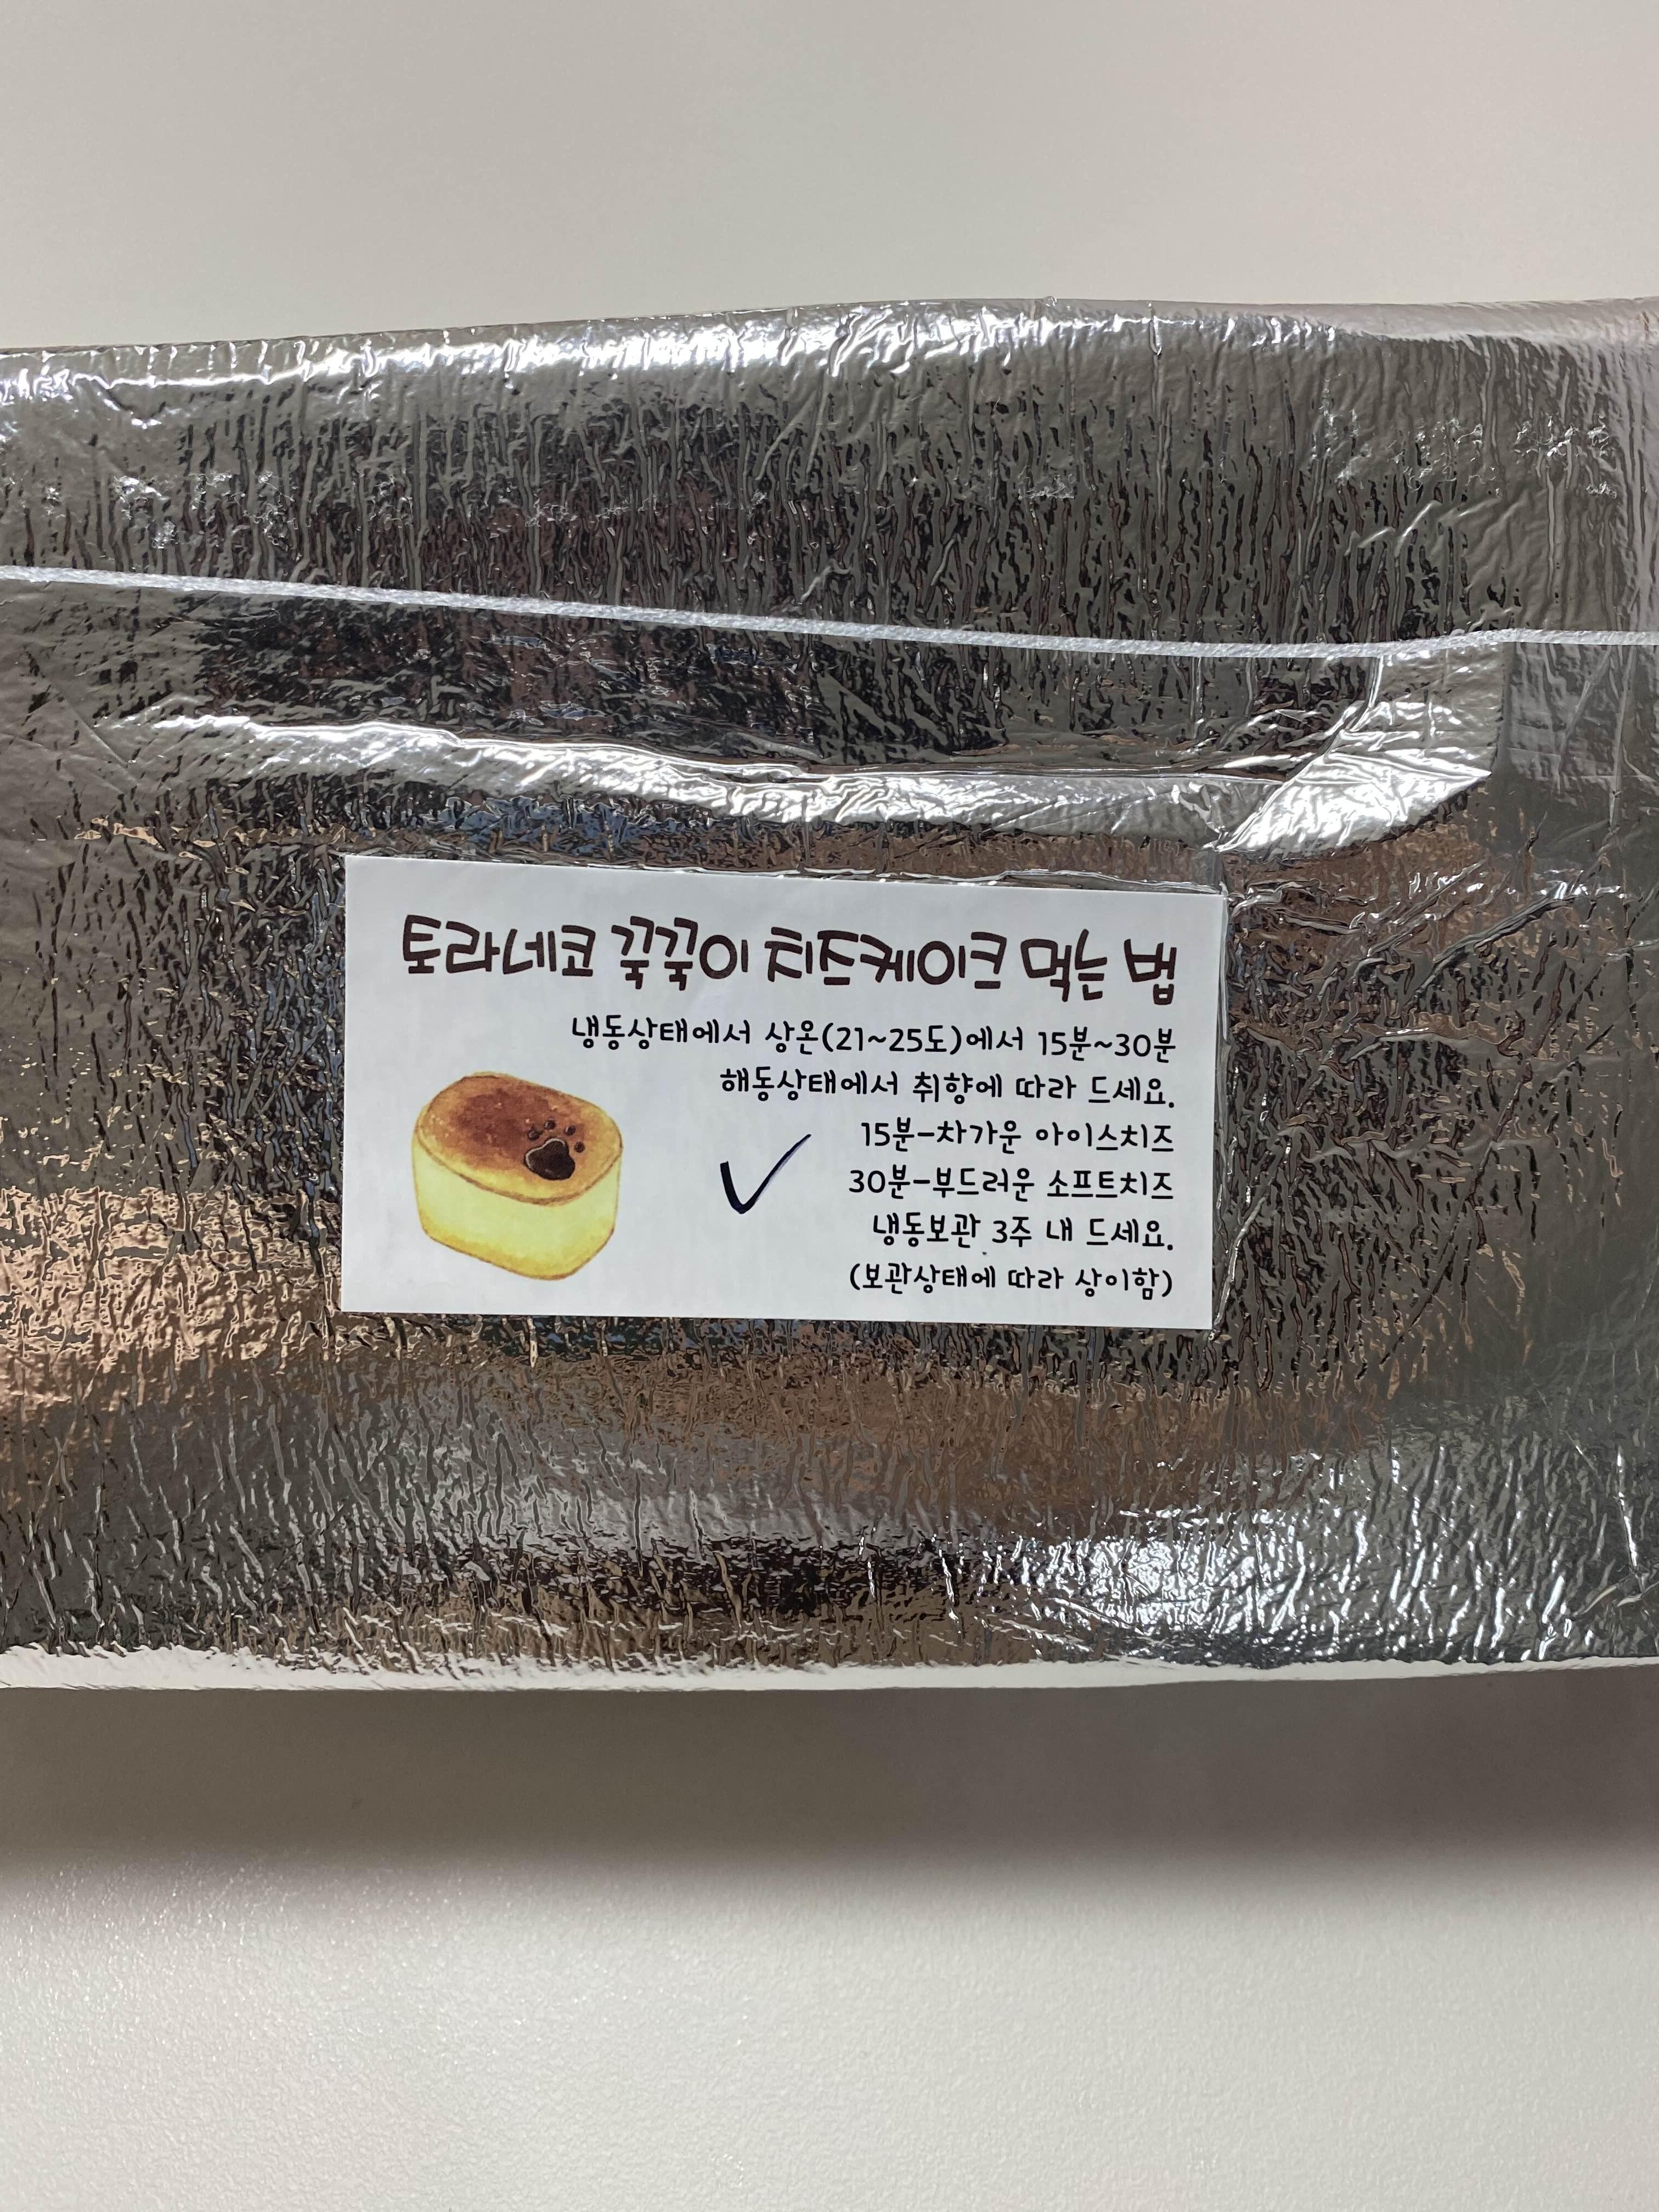 토라네코 꾹꾹이 치즈케이크 먹는 법
냉동상태에서 상온(21~25도)에서 15분~30분
해동상태에서 취향에 따라 드세요.
15분-차가운 아이스치즈
30분-부드러운 소프트치즈
냉동보관 3주 내 드세요.
(보관상태에 따라 상이함)